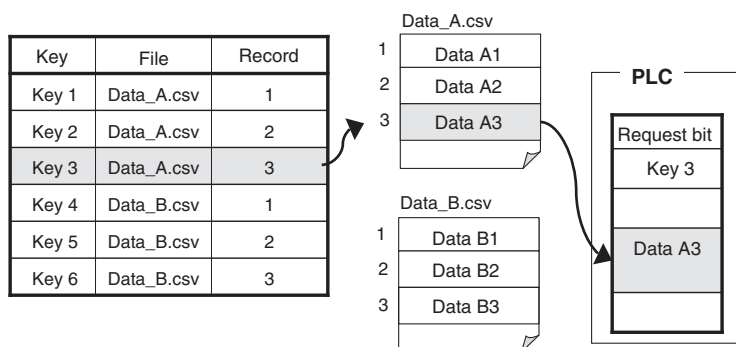 Key File Record
Key 1 Data_A.csv 1
Key 2 Data_A.csv 2
Key 3 Data_A.csv 3
Key 4 Data_B.csv 1
Key 5 Data_B.csv 2
Key 6 Data_B.csv 3
Data_A.csv
1 Data A1
2 Data A2
3 Data A3
Data_B.csv
1 Data B1
2 Data B2
3 Data B3
PLC
Request bit
Key 3
Data A3